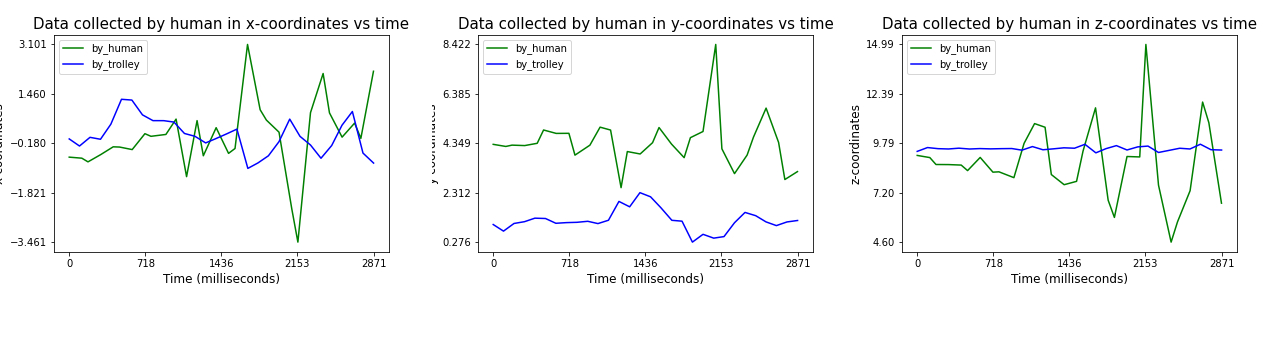 Data collected by human in x-coordinates vs time
by_human
by_trolley
3.101
1.460
−0.180
−1.821
−3.461
0
718
1436
2153
2871
Time (milliseconds)
Data collected by human in y-coordinates vs time
by_human
by_trolley
8.422
6.385
4.349
2.312
0.276
0
718
1436
2153
2871
Time (milliseconds)
Data collected by human in z-coordinates vs time
by_human
by_trolley
z-coordinates
14.99
12.39
9.79
7.20
4.60
0
718
1436
2153
2871
Time (milliseconds)